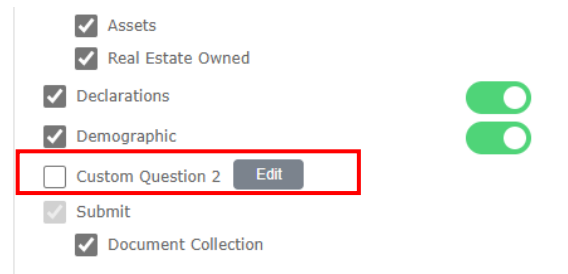 Assets
Real Estate Owned
Declarations
Demographic
Custom Question 2 Edit
Submit
Document Collection